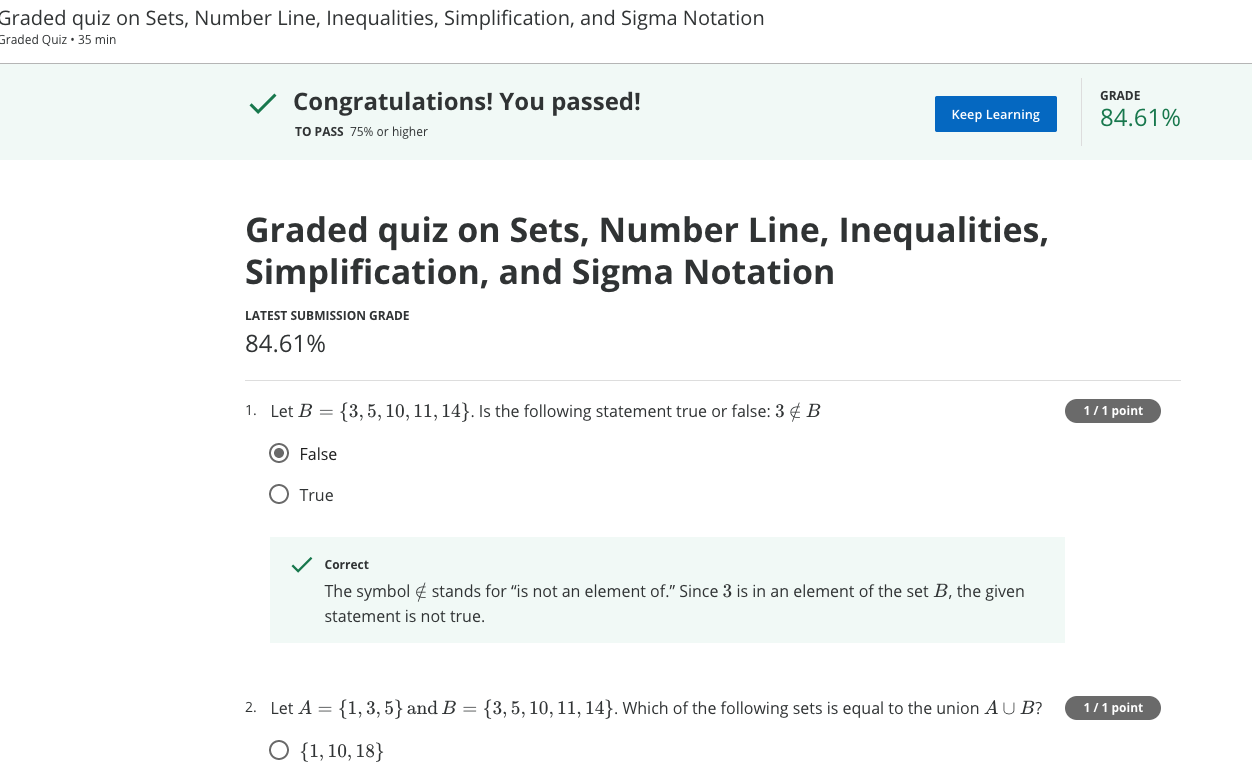 Graded quiz on Sets, Number Line, Inequalities, Simplification, and Sigma Notation
Graded Quiz • 35 min
Congratulations! You passed!
TO PASS 75% or higher
Keep Learning
GRADE
84.61%
Graded quiz on Sets, Number Line, Inequalities,
Simplification, and Sigma Notation
LATEST SUBMISSION GRADE
84.61%
1. Let B = {3, 5, 10, 11, 14}. Is the following statement true or false: 3 ∉ B
1 / 1 point
False
True
Correct
The symbol ∉ stands for “is not an element of.” Since 3 is in an element of the set B, the given
statement is not true.
2. Let A = {1, 3, 5} and B = {3, 5, 10, 11, 14}. Which of the following sets is equal to the union A ∪ B?
1 / 1 point
{1, 10, 18}